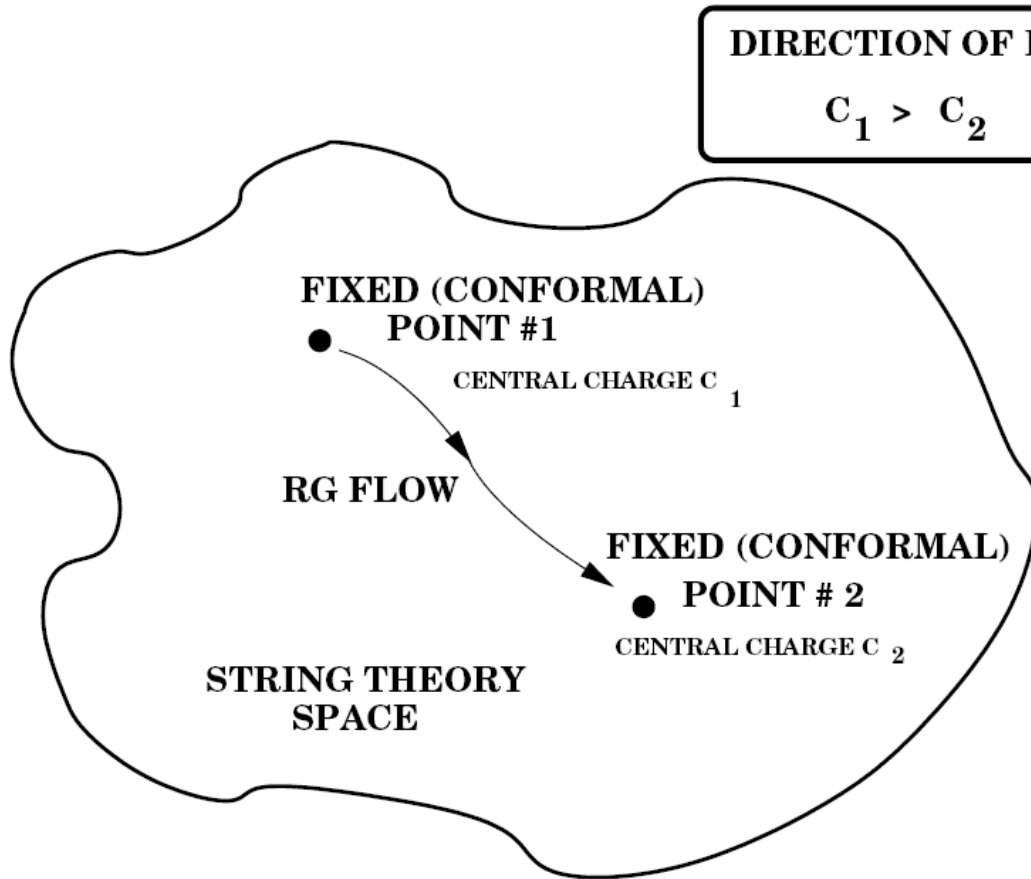 DIRECTION OF
C₁ > C₂
FIXED (CONFORMAL)
POINT #1
CENTRAL CHARGE C₁
RG FLOW
FIXED (CONFORMAL)
POINT # 2
CENTRAL CHARGE C₂
STRING THEORY
SPACE